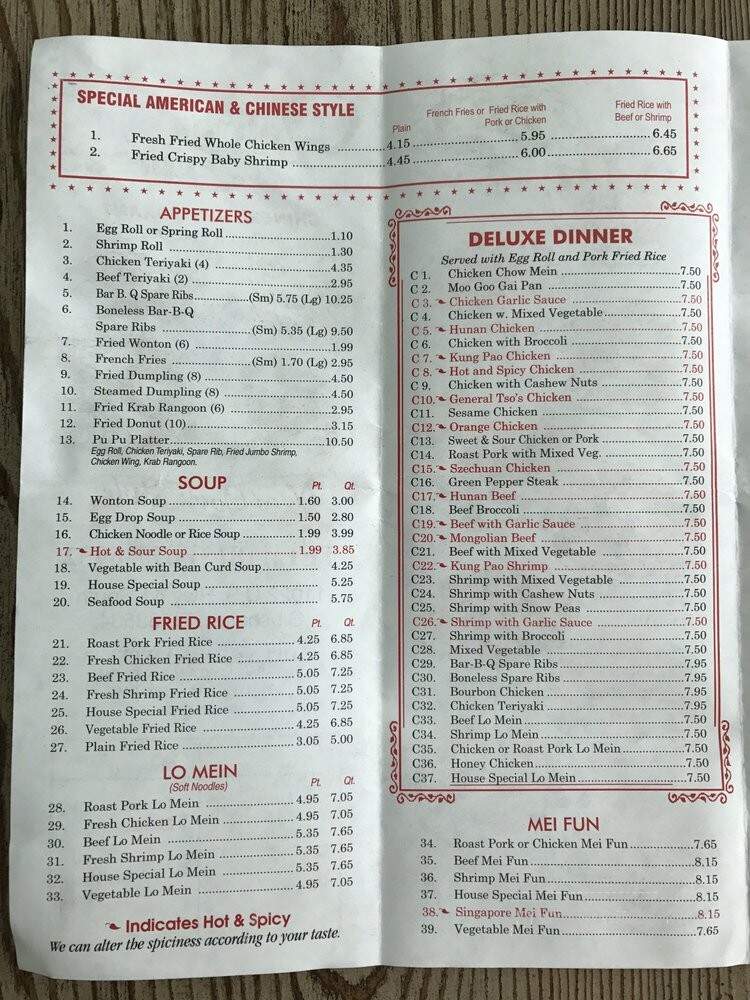 SPECIAL AMERICAN & CHINESE STYLE
Plain
French Fries or Fried Rice with
Pork or Chicken
Fried Rice with
Beef or Shrimp
1. Fresh Fried Whole Chicken Wings ............4.15............5.95............6.45
2. Fried Crispy Baby Shrimp ............4.45............6.00............6.65
APPETIZERS
1. Egg Roll or Spring Roll............1.10
2. Shrimp Roll ............1.30
3. Chicken Teriyaki (4) ............4.35
4. Beef Teriyaki (2)............2.95
5. Bar B. Q Spare Ribs............(Sm) 5.75 (Lg) 10.25
6. Boneless Bar-B-Q
Spare Ribs ............(Sm) 5.35 (Lg) 9.50
7. Fried Wonton (6) ............1.99
8. French Fries ............(Sm) 1.70 (Lg) 2.95
9. Fried Dumpling (8) ............4.50
10. Steamed Dumpling (8) ............4.50
11. Fried Krab Rangoon (6) ............2.95
12. Fried Donut (10)............3.15
13. Pu Pu Platter............10.50
Egg Roll, Chicken Teriyaki, Spare Rib, Fried Jumbo Shrimp,
Chicken Wing, Krab Rangoon.
SOUP Pt. Qt.
14. Wonton Soup ............1.60 3.00
15. Egg Drop Soup ............1.50 2.80
16. Chicken Noodle or Rice Soup ............1.99 3.99
17. Hot & Sour Soup ............1.99 3.85
18. Vegetable with Bean Curd Soup............ 4.25
19. House Special Soup ............ 5.25
20. Seafood Soup ............ 5.75
FRIED RICE Pt. Qt.
21. Roast Pork Fried Rice ............4.25 6.85
22. Fresh Chicken Fried Rice ............4.25 6.85
23. Beef Fried Rice ............5.05 7.25
24. Fresh Shrimp Fried Rice ............5.05 7.25
25. House Special Fried Rice ............5.05 7.25
26. Vegetable Fried Rice ............4.25 6.85
27. Plain Fried Rice ............3.05 5.00
LO MEIN
(Soft Noodles) Pt. Qt.
28. Roast Pork Lo Mein ............4.95 7.05
29. Fresh Chicken Lo Mein ............4.95 7.05
30. Beef Lo Mein ............5.35 7.65
31. Fresh Shrimp Lo Mein ............5.35 7.65
32. House Special Lo Mein ............5.35 7.65
33. Vegetable Lo Mein ............4.95 7.05
Indicates Hot & Spicy
We can alter the spiciness according to your taste.
DELUXE DINNER
Served with Egg Roll and Pork Fried Rice
C 1. Chicken Chow Mein ............7.50
C 2. Moo Goo Gai Pan ............7.50
C 3. Chicken Garlic Sauce ............7.50
C 4. Chicken w. Mixed Vegetable............7.50
C 5. Hunan Chicken ............7.50
C 6. Chicken with Broccoli ............7.50
C 7. Kung Pao Chicken ............7.50
C 8. Hot and Spicy Chicken ............7.50
C 9. Chicken with Cashew Nuts ............7.50
C10. General Tso's Chicken ............7.50
C11. Sesame Chicken ............7.50
C12. Orange Chicken ............7.50
C13. Sweet & Sour Chicken or Pork ............7.50
C14. Roast Pork with Mixed Veg. ............7.50
C15. Szechuan Chicken ............7.50
C16. Green Pepper Steak ............7.50
C17. Hunan Beef ............7.50
C18. Beef Broccoli ............7.50
C19. Beef with Garlic Sauce ............7.50
C20. Mongolian Beef ............7.50
C21. Beef with Mixed Vegetable ............7.50
C22. Kung Pao Shrimp ............7.50
C23. Shrimp with Mixed Vegetable ............7.50
C24. Shrimp with Cashew Nuts ............7.50
C25. Shrimp with Snow Peas ............7.50
C26. Shrimp with Garlic Sauce ............7.50
C27. Shrimp with Broccoli ............7.50
C28. Mixed Vegetable ............7.50
C29. Bar-B-Q Spare Ribs ............7.95
C30. Boneless Spare Ribs ............7.95
C31. Bourbon Chicken ............7.95
C32. Chicken Teriyaki ............7.95
C33. Beef Lo Mein ............7.50
C34. Shrimp Lo Mein ............7.50
C35. Chicken or Roast Pork Lo Mein............7.50
C36. Honey Chicken ............7.50
C37. House Special Lo Mein............7.50
MEI FUN
34. Roast Pork or Chicken Mei Fun............7.65
35. Beef Mei Fun............8.15
36. Shrimp Mei Fun............8.15
37. House Special Mei Fun............8.15
38. Singapore Mei Fun............8.15
39. Vegetable Mei Fun ............7.65